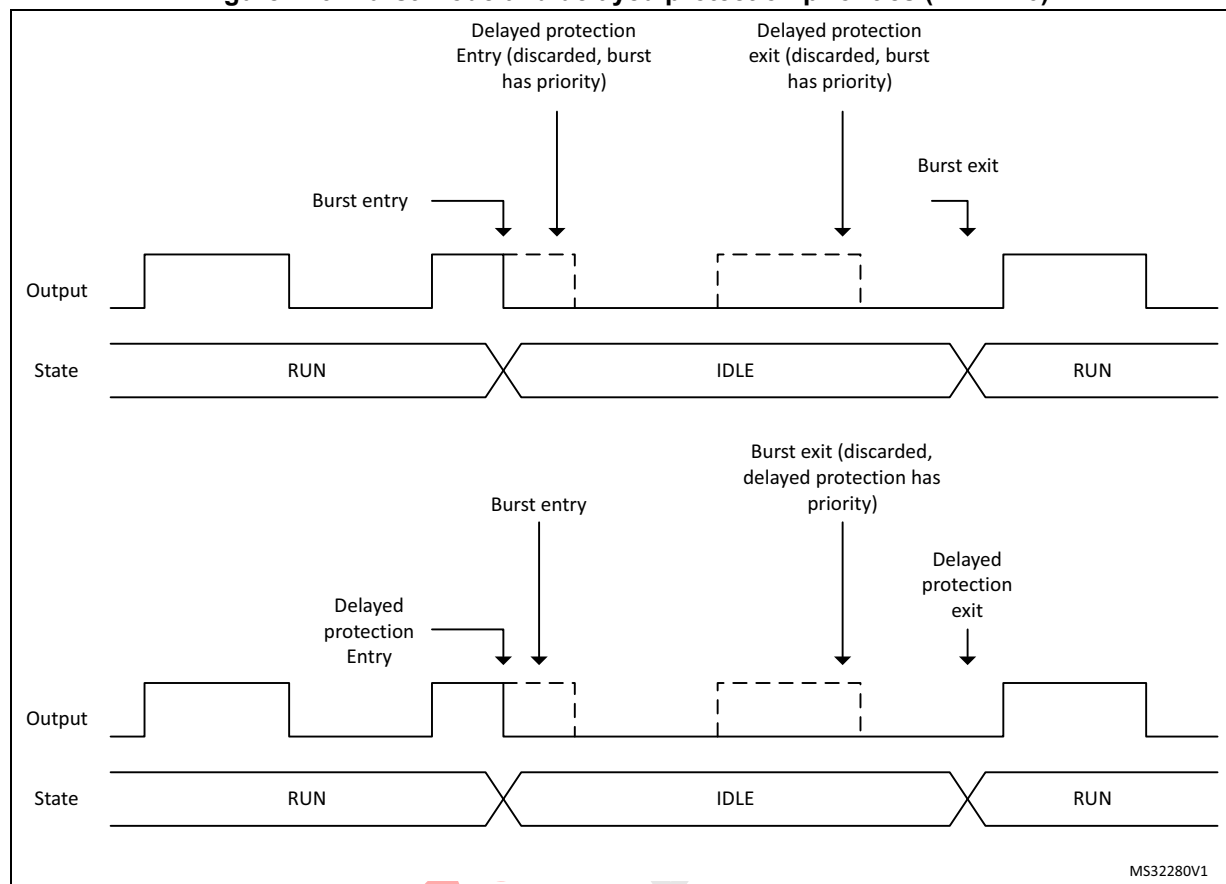 Delayed protection
Entry (discarded, burst
has priority)
Delayed protection
exit (discarded, burst
has priority)
Burst exit
Burst entry
Output
State
RUN
IDLE
RUN
Burst exit (discarded,
delayed protection has
priority)
Burst entry
Delayed
protection
exit
Delayed
protection
Entry
Output
State
RUN
IDLE
RUN
MS32280V1